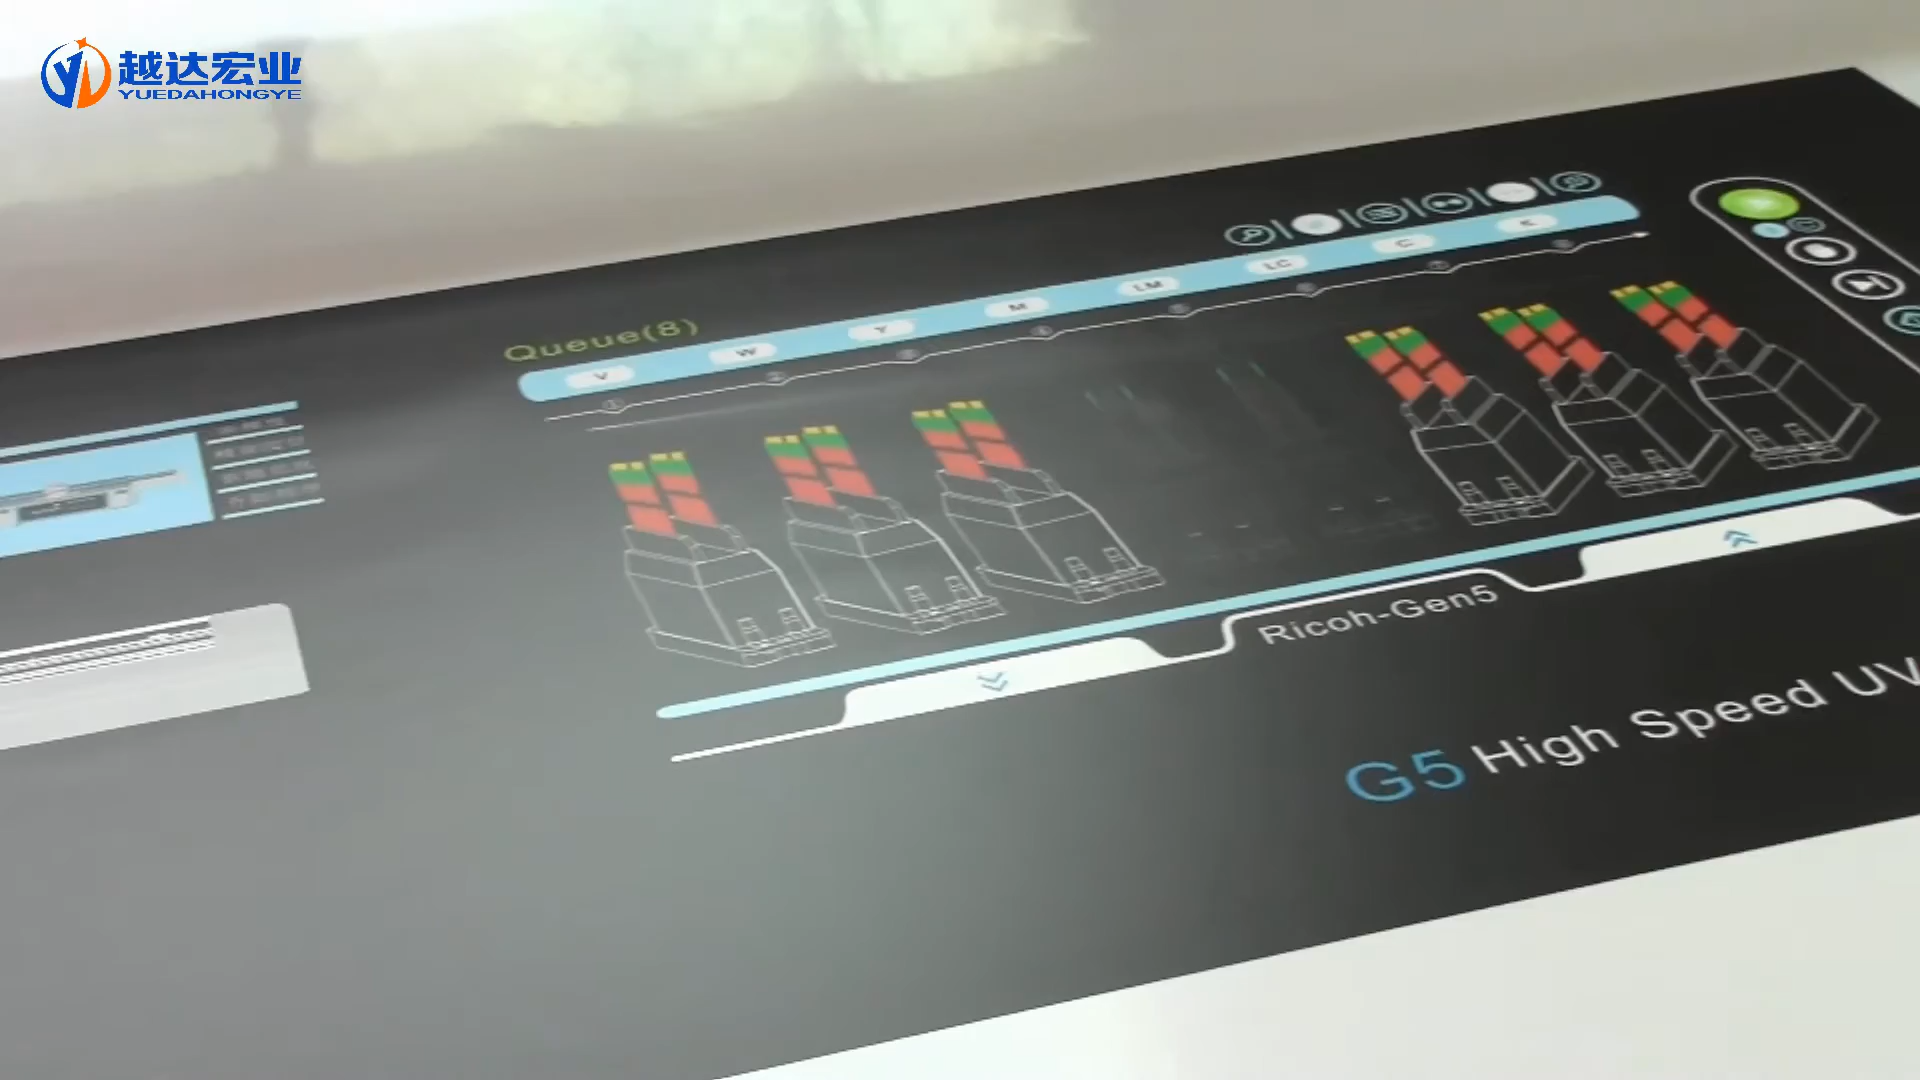 越达宏业
YUEDAHONGYE
Queue(8)
V W Y M LM LC C K
Ricoh-Gen5
G5 High Speed UV